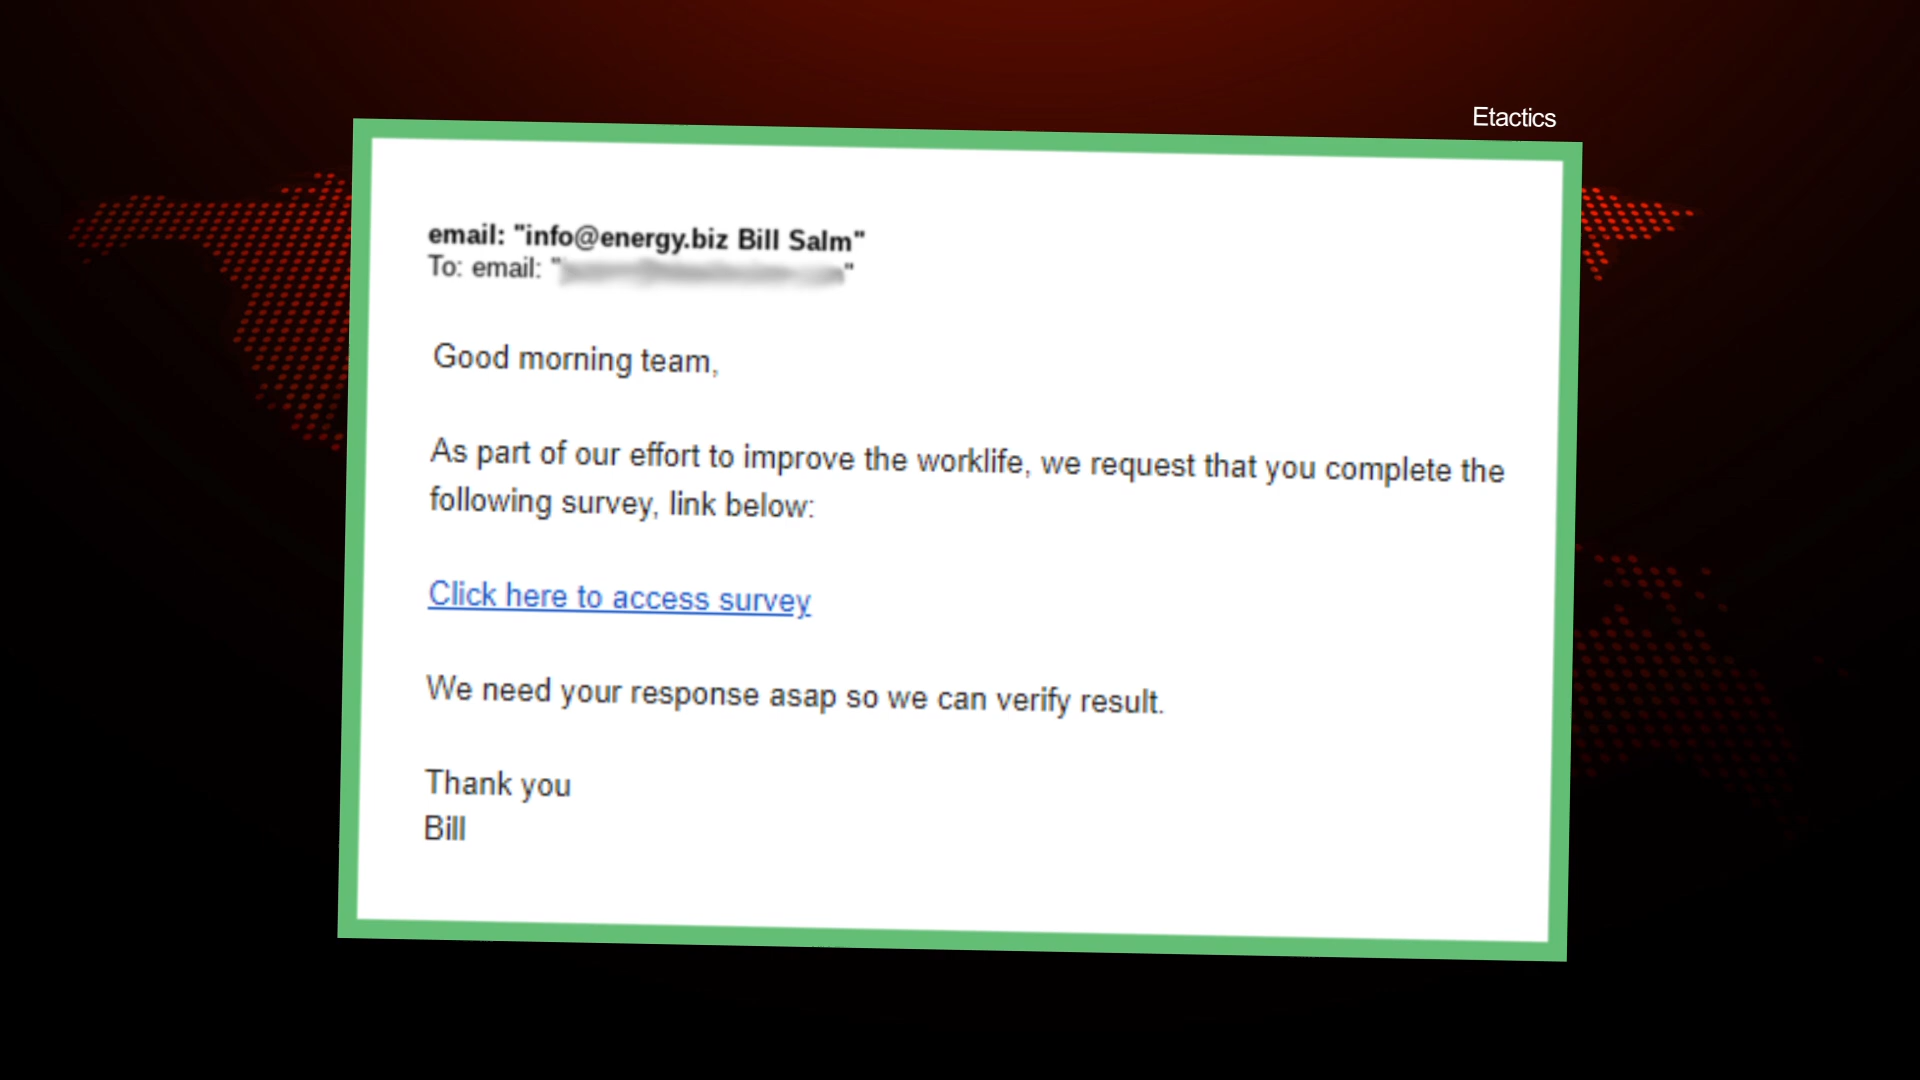 Etactics
email: "info@energy.biz Bill Salm"
To: email: " "
Good morning team,
As part of our effort to improve the worklife, we request that you complete the
following survey, link below:
Click here to access survey
We need your response asap so we can verify result.
Thank you
Bill